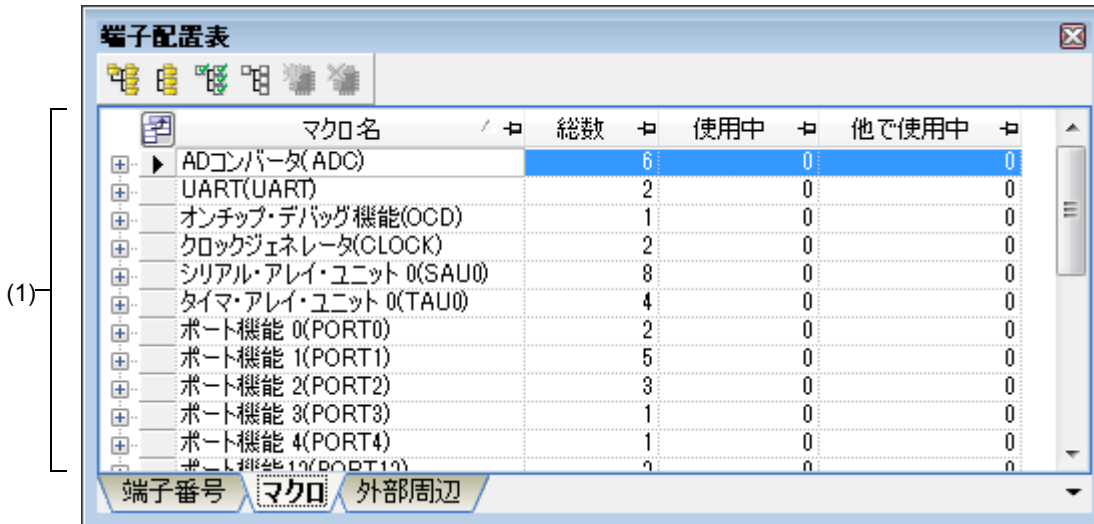 端子配置表
マクロ名 総数 使用中 他で使用中
ADコンバータ(ADC) 6 0 0
UART(UART) 2 0 0
オンチップ・デバッグ機能(OCD) 1 0 0
クロックジェネレータ(CLOCK) 2 0 0
シリアル・アレイ・ユニット 0(SAU0) 8 0 0
(1)
タイマ・アレイ・ユニット 0(TAU0) 4 0 0
ポート機能 0(PORT0) 2 0 0
ポート機能 1(PORT1) 5 0 0
ポート機能 2(PORT2) 3 0 0
ポート機能 3(PORT3) 1 0 0
ポート機能 4(PORT4) 1 0 0
ポート機能12(PORT12)
端子番号 マクロ 外部周辺